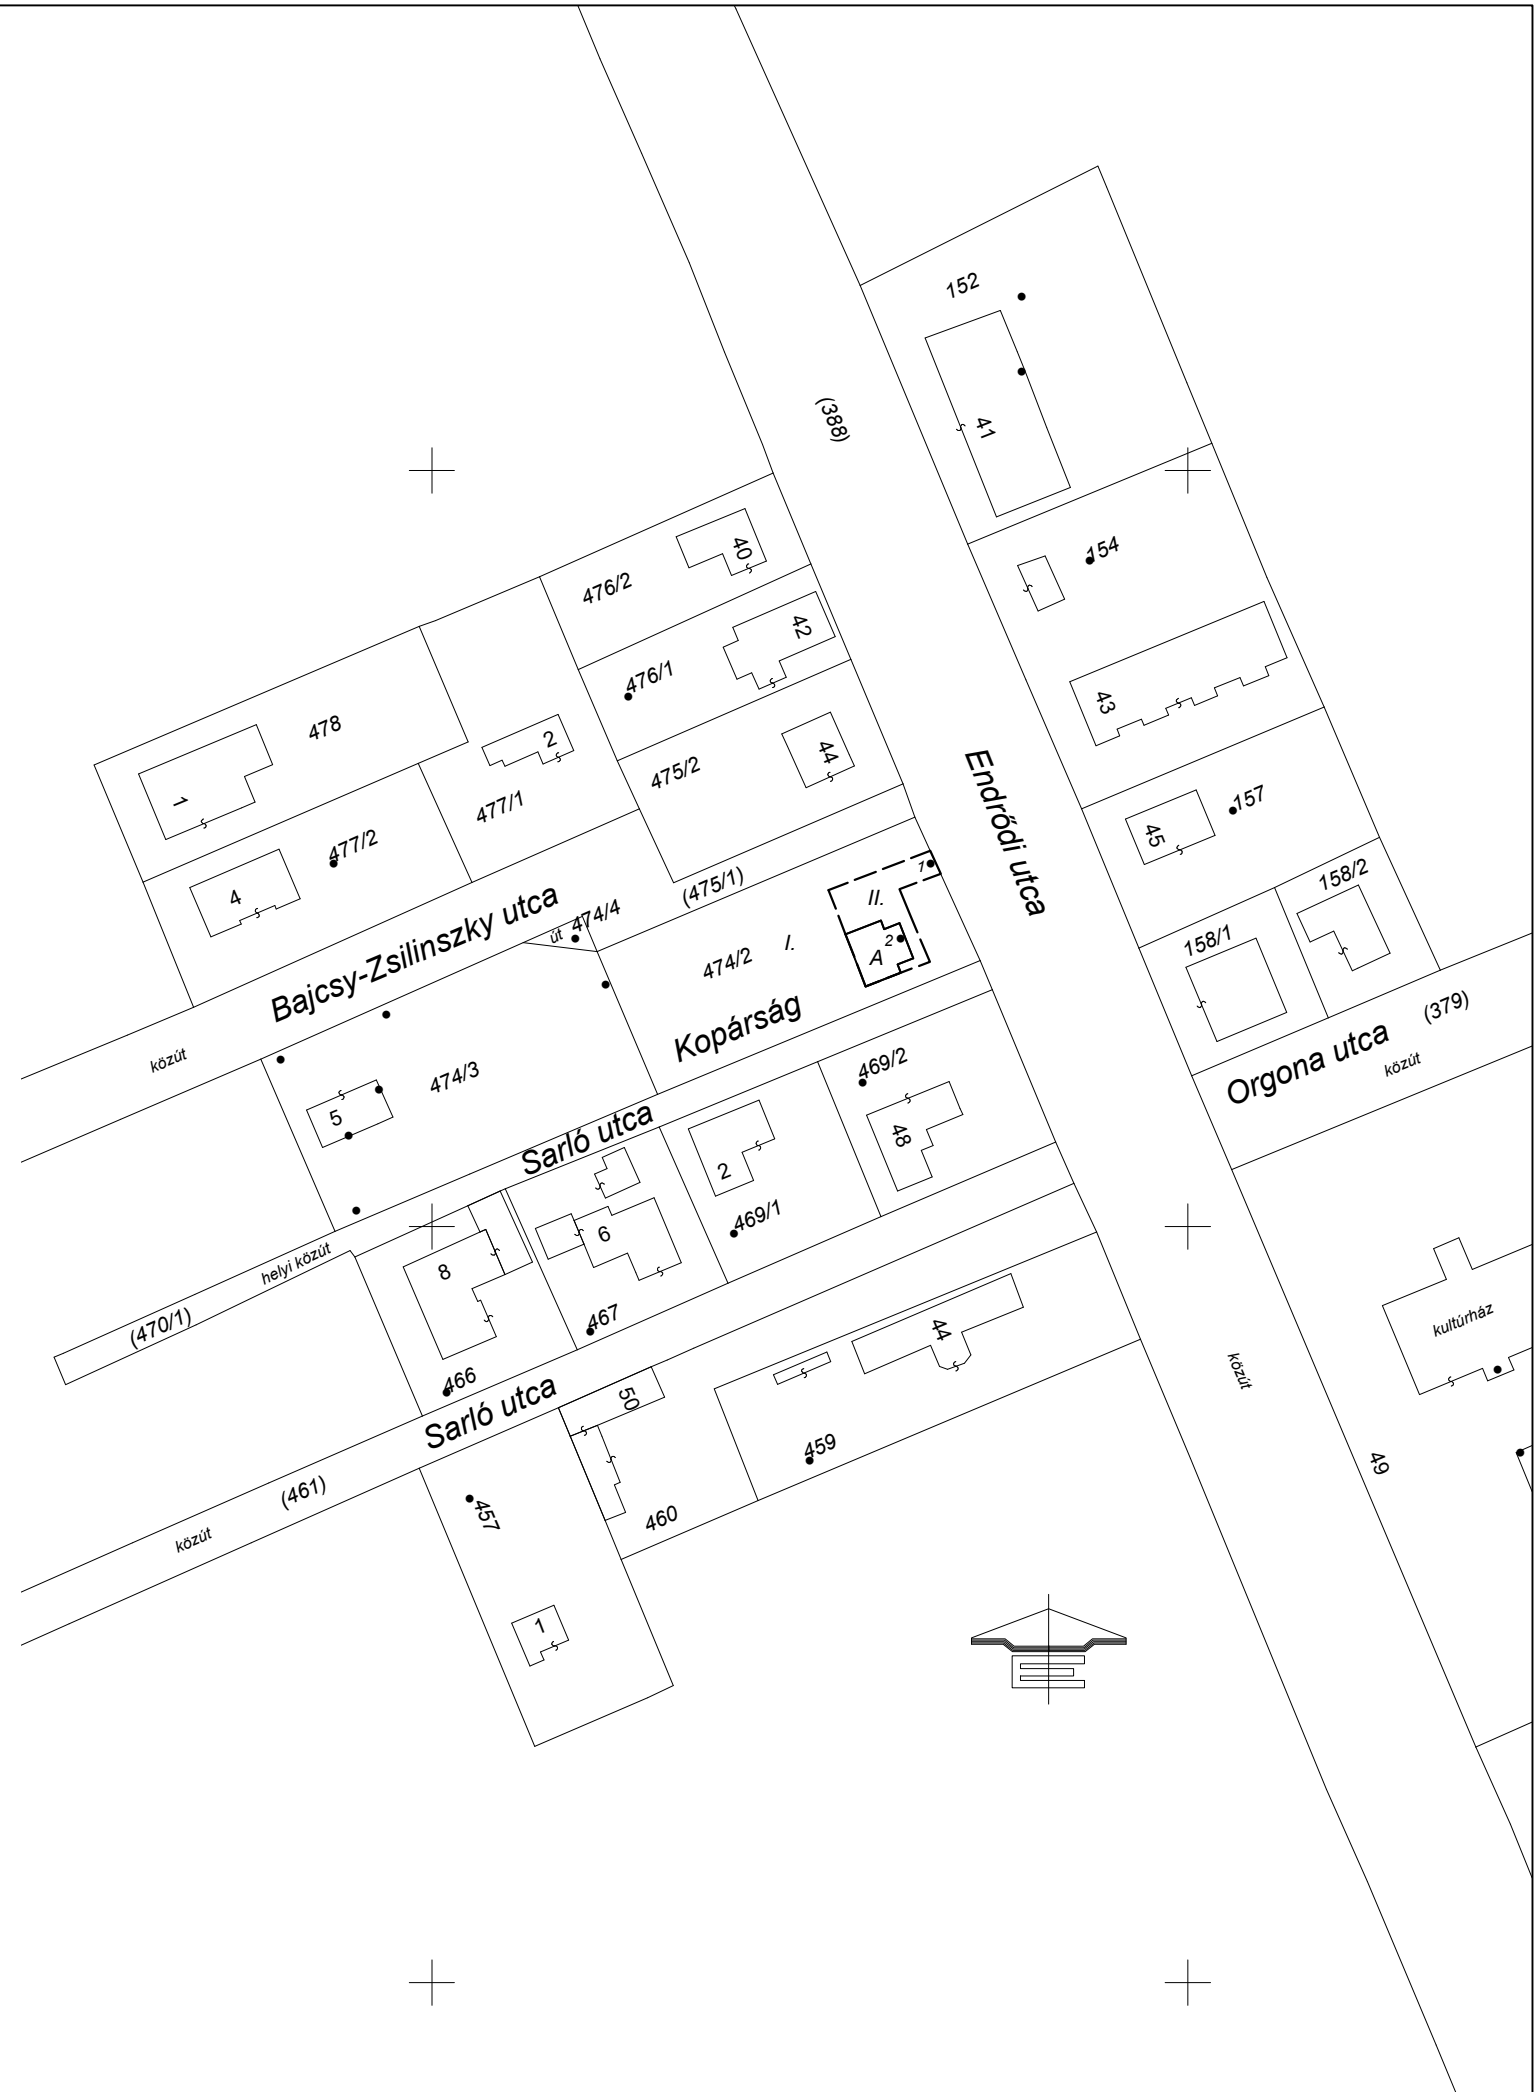 152
(388)
41
154
40
476/2
42
476/1
43
478
2
44
475/2
1
477/1
Endrődi utca
157
45
477/2
4
(475/1)
158/2
1
II.
474/4
út
Bajcsy-Zsilinszky utca
158/1
I.
2
A
474/2
(379)
Kopárság
Orgona utca
közút
közút
469/2
474/3
5
Sarló utca
48
2
469/1
6
helyi közút
8
(470/1)
467
44
kultúrház
közút
466
50
Sarló utca
459
49
(461)
457
460
közút
1